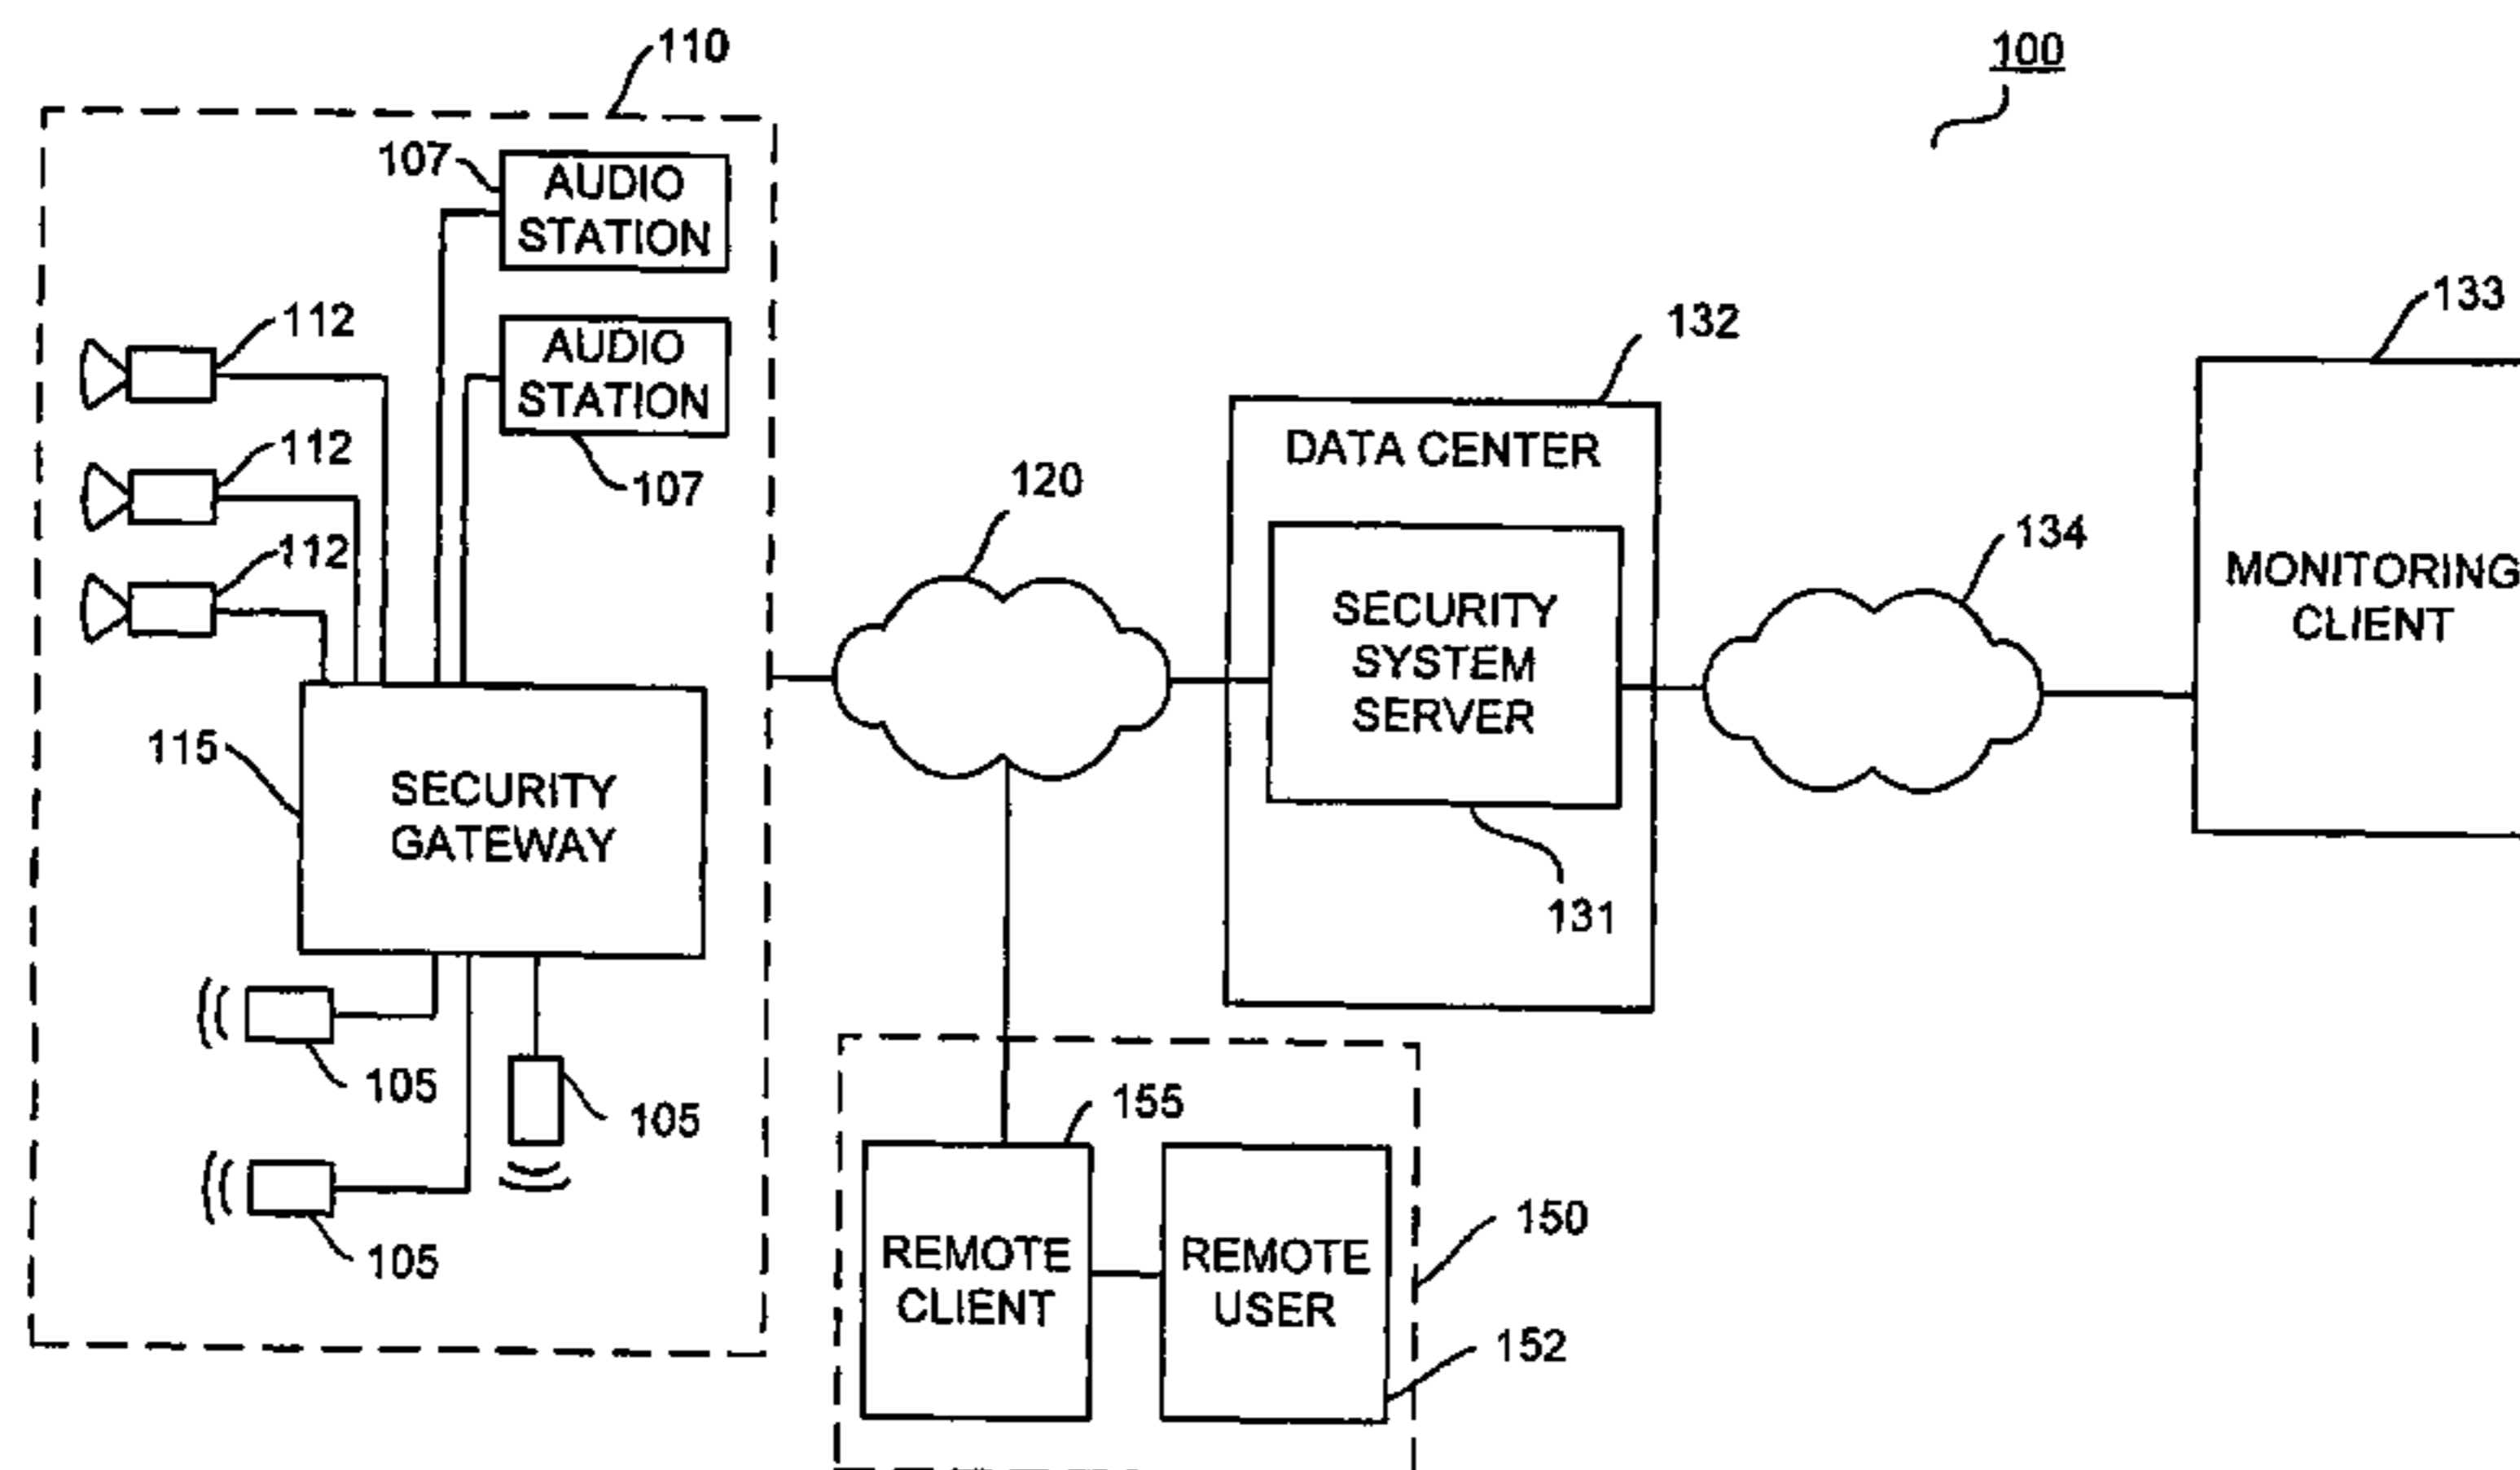 110
100
107
AUDIO
STATION
112
AUDIO
STATION
107
112
112
115
SECURITY
GATEWAY
105
105
105
120
132
DATA CENTER
SECURITY
SYSTEM
SERVER
131
134
133
MONITORING
CLIENT
155
REMOTE
CLIENT
REMOTE
USER
150
152